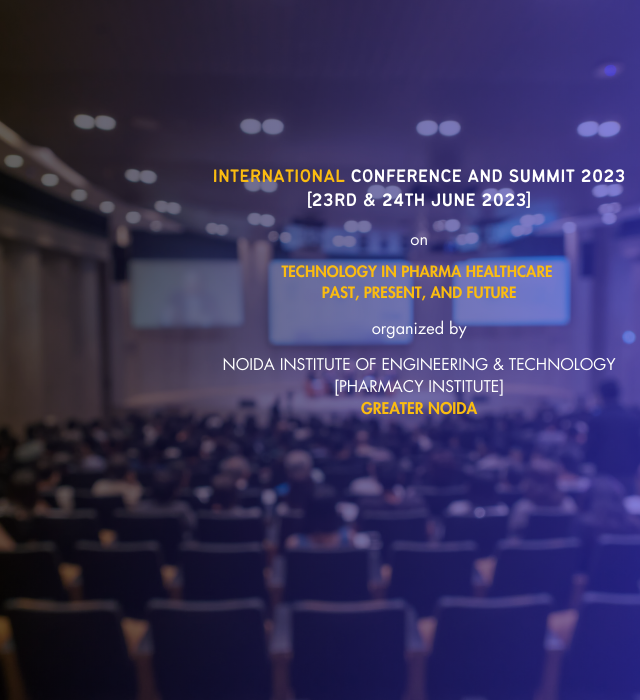 INTERNATIONAL CONFERENCE AND SUMMIT 2023
[23RD & 24TH JUNE 2023]
on
TECHNOLOGY IN PHARMA HEALTHCARE
PAST, PRESENT, AND FUTURE
organized by
NOIDA INSTITUTE OF ENGINEERING & TECHNOLOGY
[PHARMACY INSTITUTE]
GREATER NOIDA